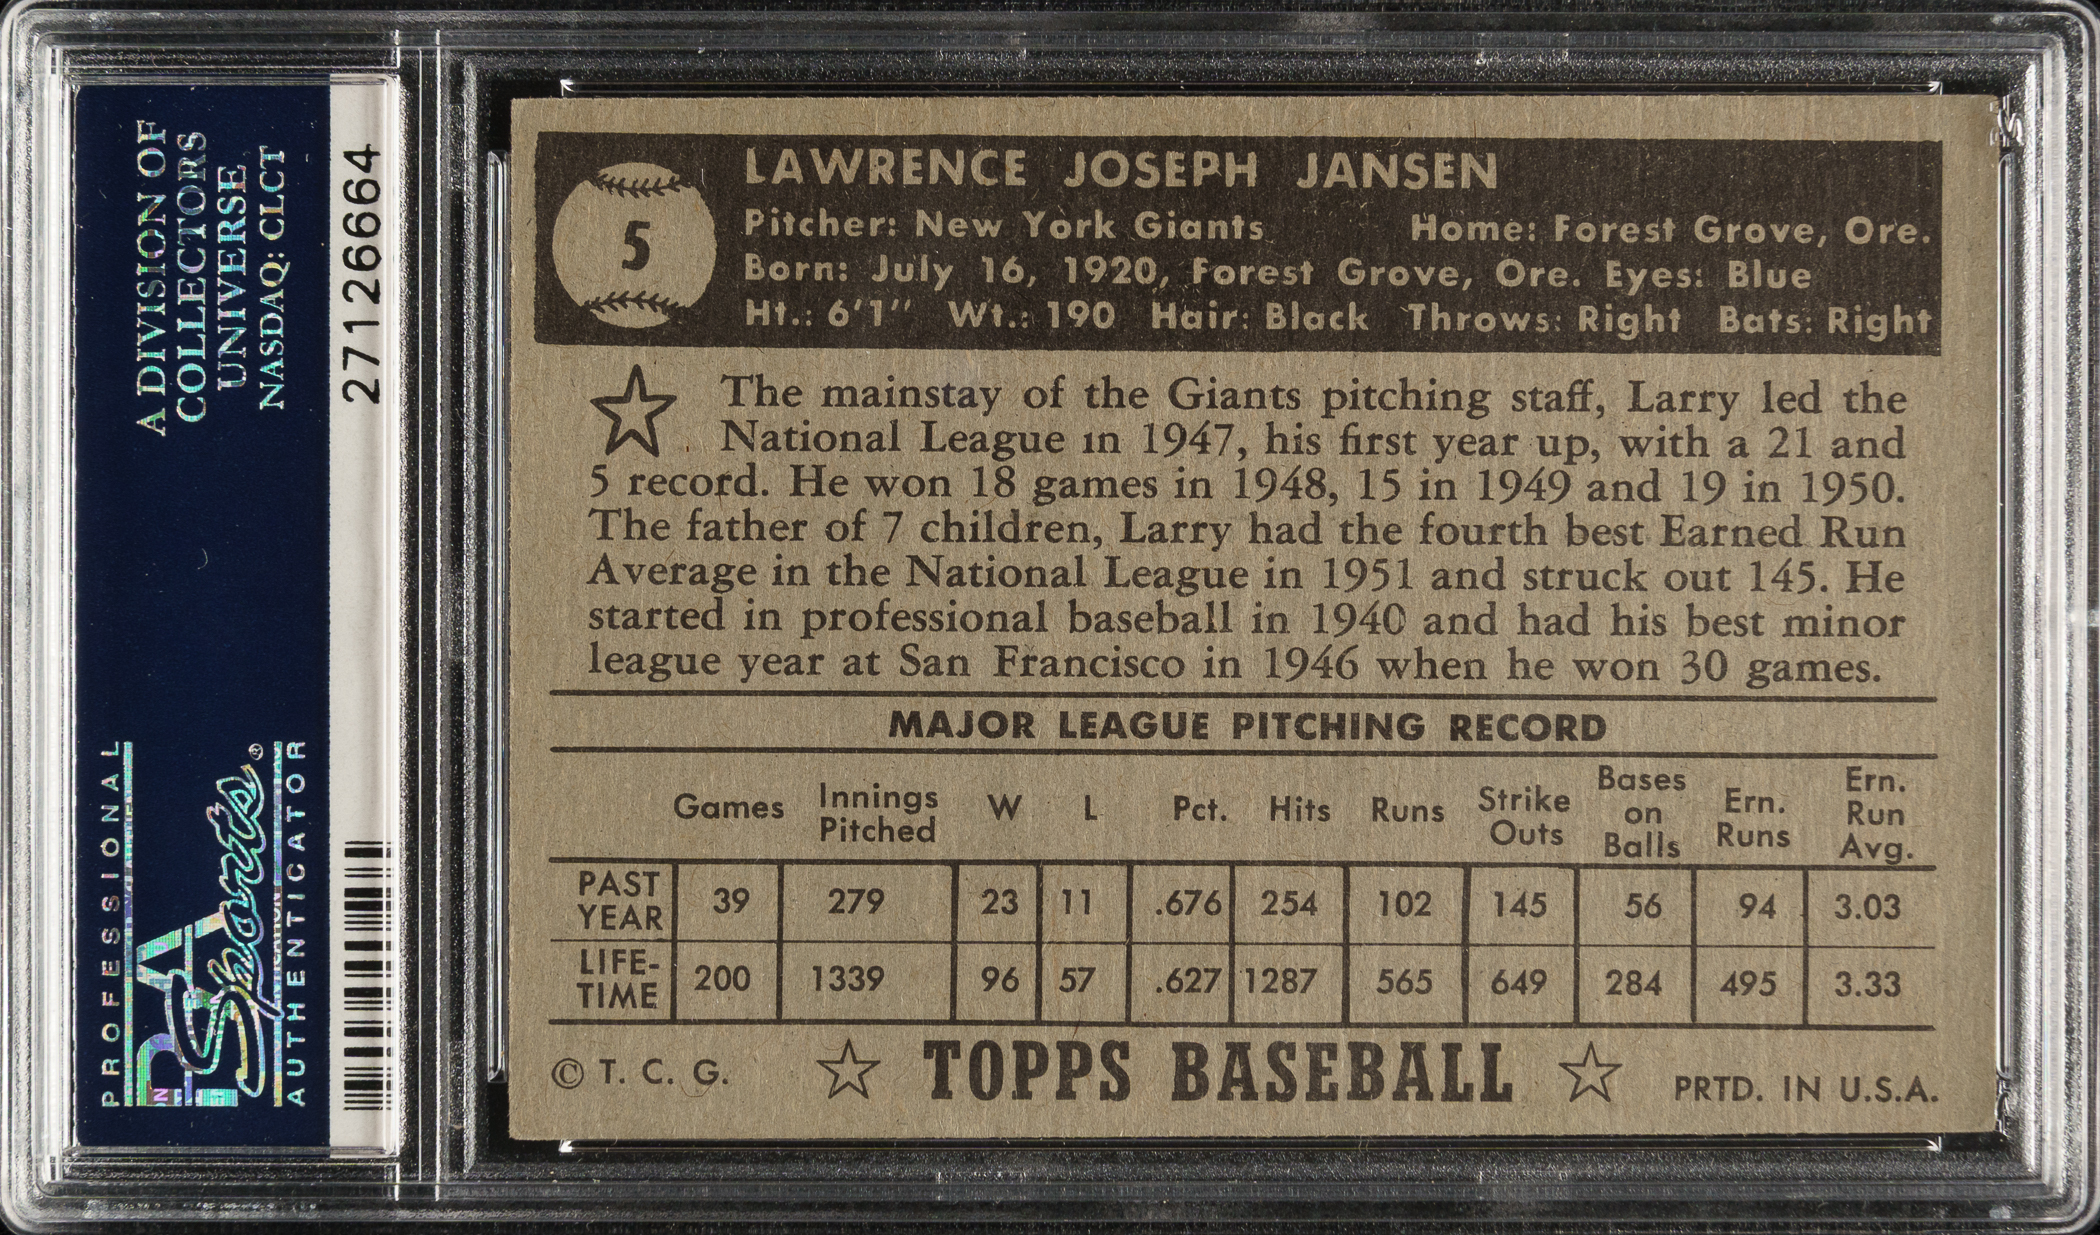 A DIVISION OF
COLLECTORS
UNIVERSE
NASDAQ: CLCT
27126664
PROFESSIONAL
PSA
Sports®
AUTHENTICATOR
5
LAWRENCE JOSEPH JANSEN
Pitcher: New York Giants Home: Forest Grove, Ore.
Born: July 16, 1920, Forest Grove, Ore. Eyes: Blue
Ht.: 6'1" Wt.: 190 Hair: Black Throws: Right Bats: Right
The mainstay of the Giants pitching staff, Larry led the
National League in 1947, his first year up, with a 21 and
5 record. He won 18 games in 1948, 15 in 1949 and 19 in 1950.
The father of 7 children, Larry had the fourth best Earned Run
Average in the National League in 1951 and struck out 145. He
started in professional baseball in 1940 and had his best minor
league year at San Francisco in 1946 when he won 30 games.
MAJOR LEAGUE PITCHING RECORD
Games Innings Pitched W L Pct. Hits Runs Strike Outs Bases on Balls Ern. Runs Ern. Run Avg.
PAST YEAR 39 279 23 11 .676 254 102 145 56 94 3.03
LIFE-TIME 200 1339 96 57 .627 1287 565 649 284 495 3.33
© T. C. G. TOPPS BASEBALL PRTD. IN U.S.A.